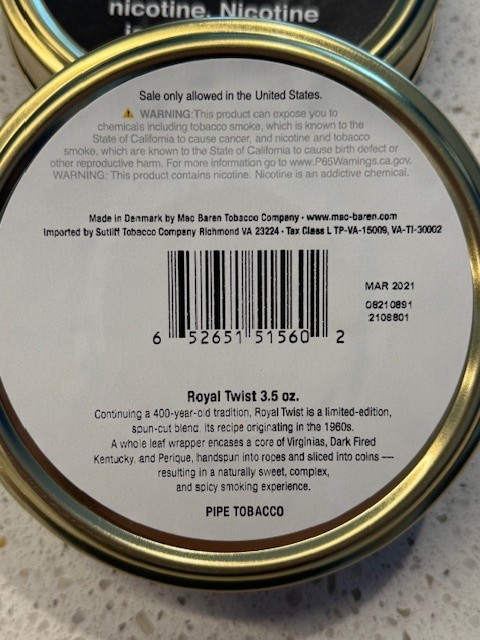 nicotine. Nicotine
Sale only allowed in the United States.
⚠ WARNING:This product can expose you to
chemicals including tobacco smoke, which is known to the
State of California to cause cancer, and nicotine and tobacco
smoke, which are known to the State of California to cause birth defect or
other reproductive harm. For more information go to www.P65Warnings.ca.gov.
WARNING: This product contains nicotine. Nicotine is an addictive chemical.
Made in Denmark by Mac Baren Tobacco Company · www.mac-baren.com
Imported by Sutliff Tobacco Company Richmond VA 23224 · Tax Class L TP-VA-15009, VA-TI-30002
MAR 2021
08210891
2108801
6 52651 51560 2
Royal Twist 3.5 oz.
Continuing a 400-year-old tradition, Royal Twist is a limited-edition,
spun-cut blend. Its recipe originating in the 1960s.
A whole leaf wrapper encases a core of Virginias, Dark Fired
Kentucky, and Perique, handspun into ropes and sliced into coins —
resulting in a naturally sweet, complex,
and spicy smoking experience.
PIPE TOBACCO